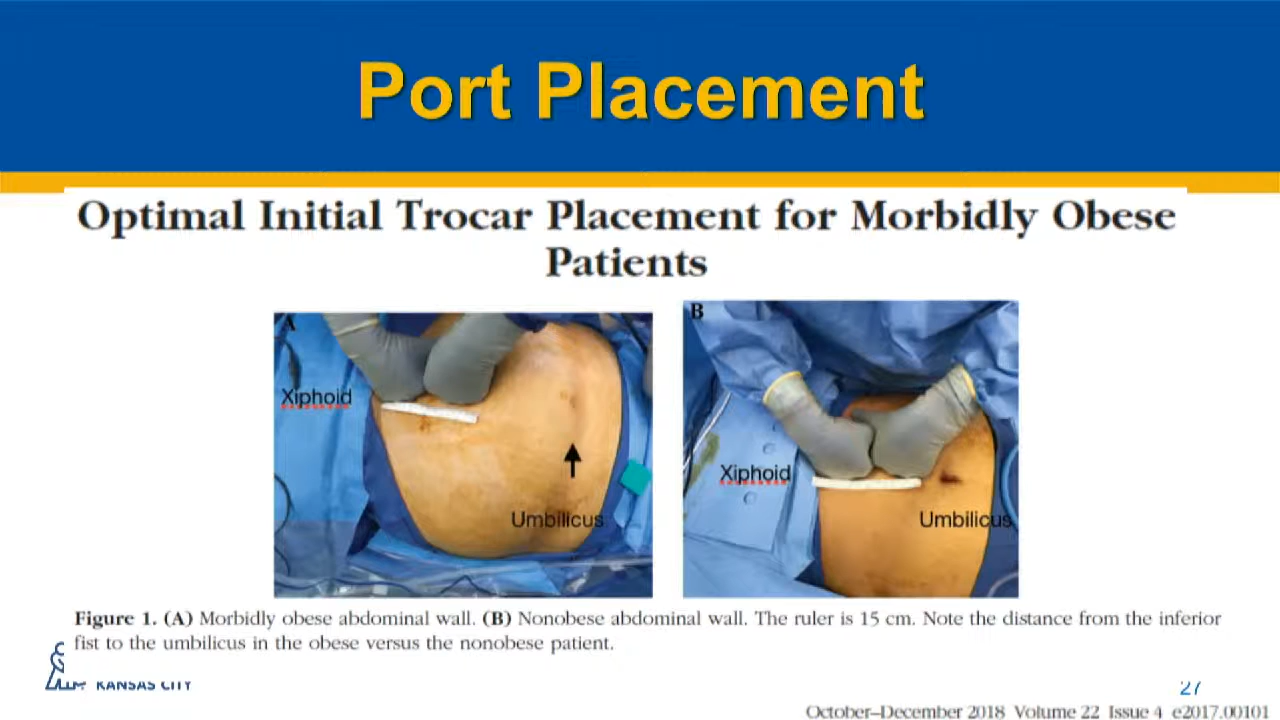 Port Placement
Optimal Initial Trocar Placement for Morbidly Obese
Patients
A
Xiphoid
Umbilicus
B
Xiphoid
Umbilicus
Figure 1. (A) Morbidly obese abdominal wall. (B) Nonobese abdominal wall. The ruler is 15 cm. Note the distance from the inferior
fist to the umbilicus in the obese versus the nonobese patient.
KANSAS CITY
27
October–December 2018 Volume 22 Issue 4 e2017.00101